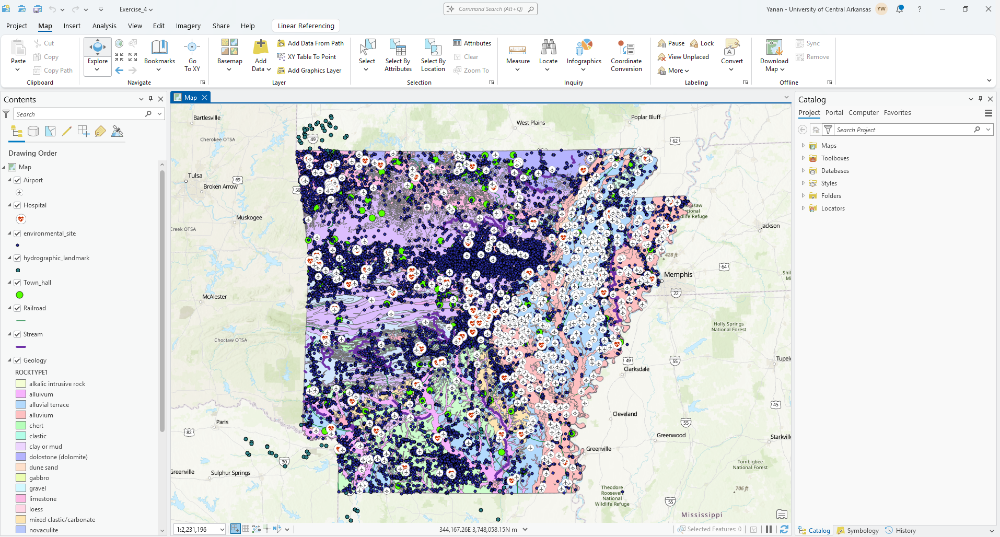 Exercise_4
Command Search (Alt+Q)
Yanan - University of Central Arkansas
YW
Project
Map
Insert
Analysis
View
Edit
Imagery
Share
Help
Linear Referencing
Paste
Cut
Copy
Copy Path
Clipboard
Explore
Bookmarks
Go
To XY
Navigate
Basemap
Add
Data
Add Data From Path
XY Table To Point
Add Graphics Layer
Layer
Select
Select By
Attributes
Select By
Location
Attributes
Clear
Zoom To
Selection
Measure
Locate
Infographics
Coordinate
Conversion
Inquiry
Pause
Lock
View Unplaced
More
Convert
Labeling
Download
Map
Sync
Remove
Offline
Contents
Search
Drawing Order
Map
Airport
Hospital
environmental_site
hydrographic_landmark
Town_hall
Railroad
Stream
Geology
ROCKTYPE1
alkalic intrusive rock
alluivum
alluvial terrace
alluvium
chert
clastic
clay or mud
dolostone (dolomite)
dune sand
gabbro
gravel
limestone
loess
mixed clastic/carbonate
novaculite
Map
Bartlesville
West Plains
Poplar Bluff
Cherokee OTSA
49
62
Tulsa
Broken Arrow
69
59
Muskogee
Creek OTSA
Jackson
428 ft
64
Memphis
McAlester
22
Holly Springs
National Forest
Choctaw OTSA
49
55
Tupelo
Clarksdale
45
Paris
82
Cleveland
55
Greenwood
Starkville
Greenville
30
Greenville
Sulphur Springs
Tombigbee
National Forest
Theodore
Roosevelt
National
Wildlife Refuge
706 ft
55
Mississippi
1:2,231,196
344,167.26E 3,748,058.15N m
Selected Features: 0
Catalog
Project
Portal
Computer
Favorites
Search Project
Maps
Toolboxes
Databases
Styles
Folders
Locators
Catalog
Symbology
History